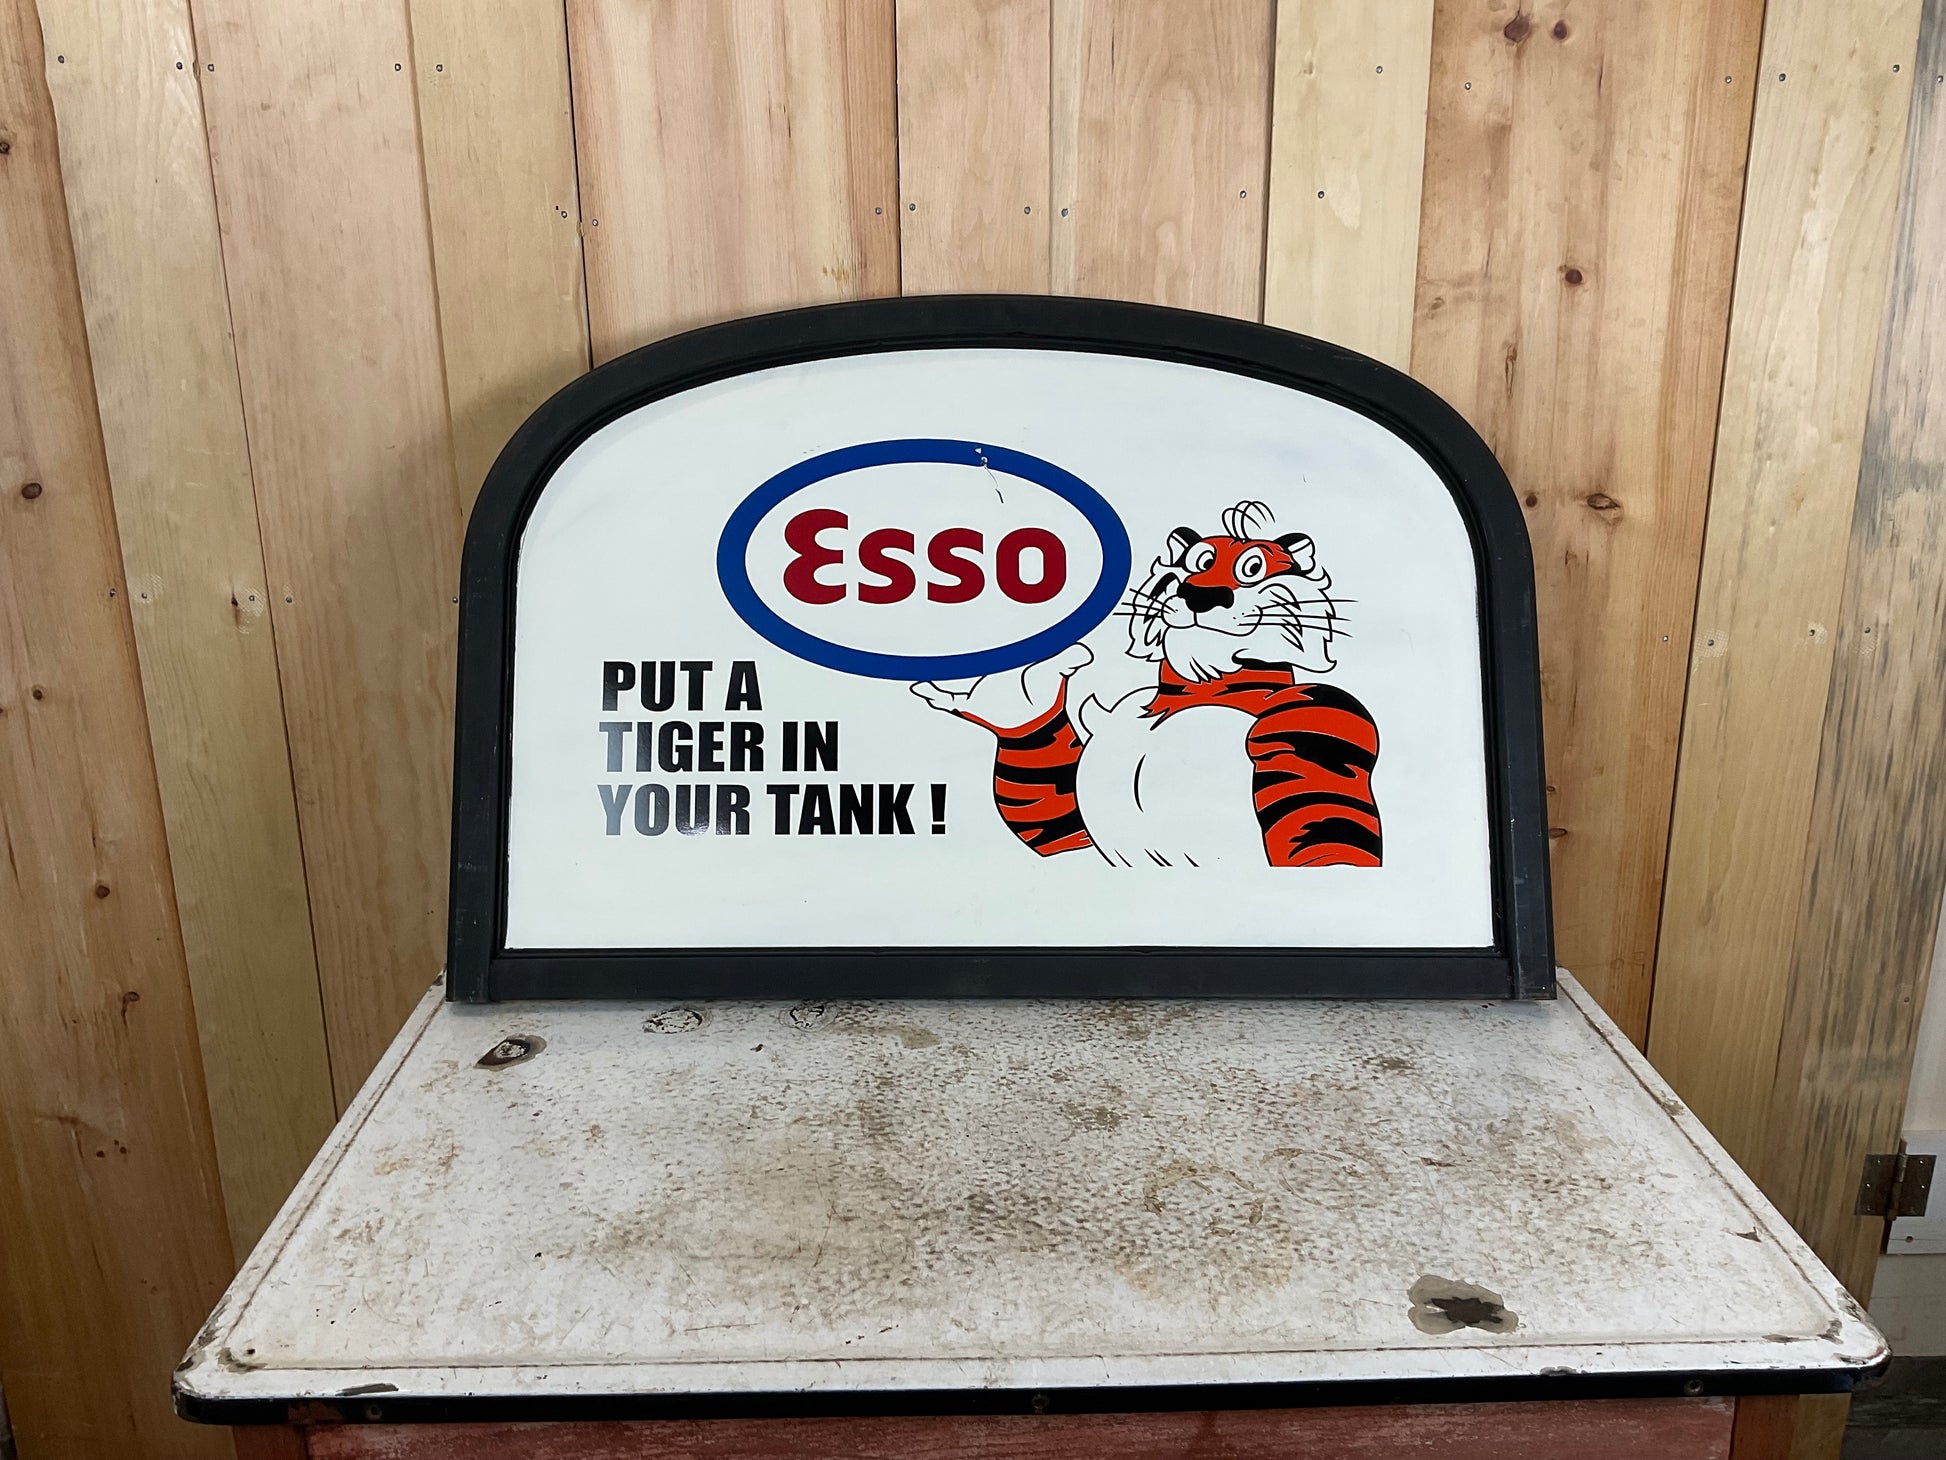 Esso
PUT A
TIGER IN
YOUR TANK !